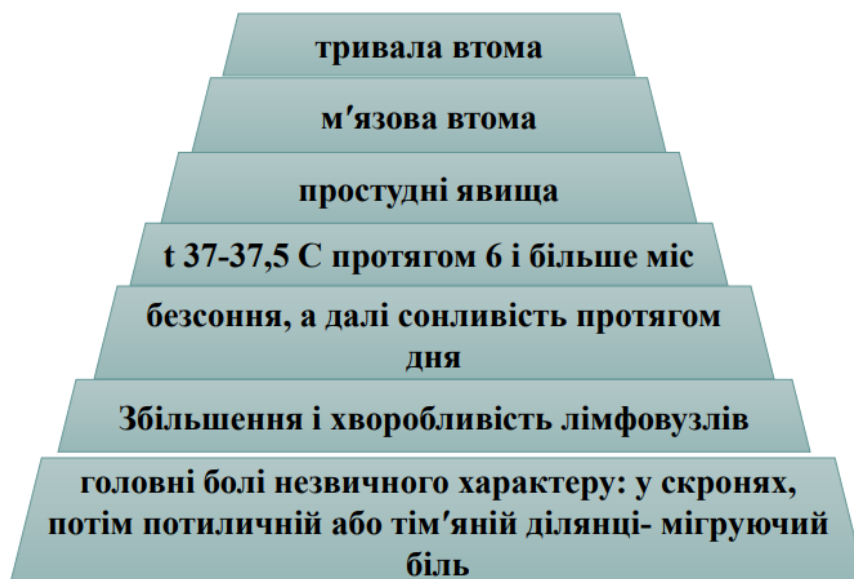 тривала втома
м′язова втома
простудні явища
t 37-37,5 С протягом 6 і більше міс
безсоння, а далі сонливість протягом
дня
Збільшення і хворобливість лімфовузлів
головні болі незвичного характеру: у скронях,
потім потиличній або тім′яній ділянці- мігруючий
біль